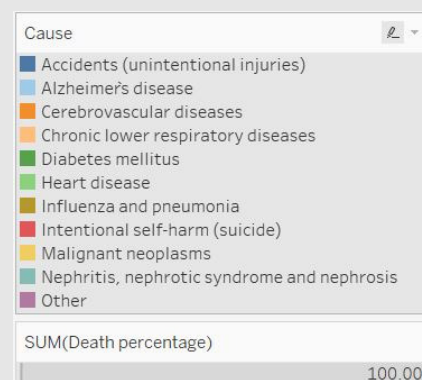 Cause
Accidents (unintentional injuries)
Alzheimer's disease
Cerebrovascular diseases
Chronic lower respiratory diseases
Diabetes mellitus
Heart disease
Influenza and pneumonia
Intentional self-harm (suicide)
Malignant neoplasms
Nephritis, nephrotic syndrome and nephrosis
Other
SUM(Death percentage)
100.00